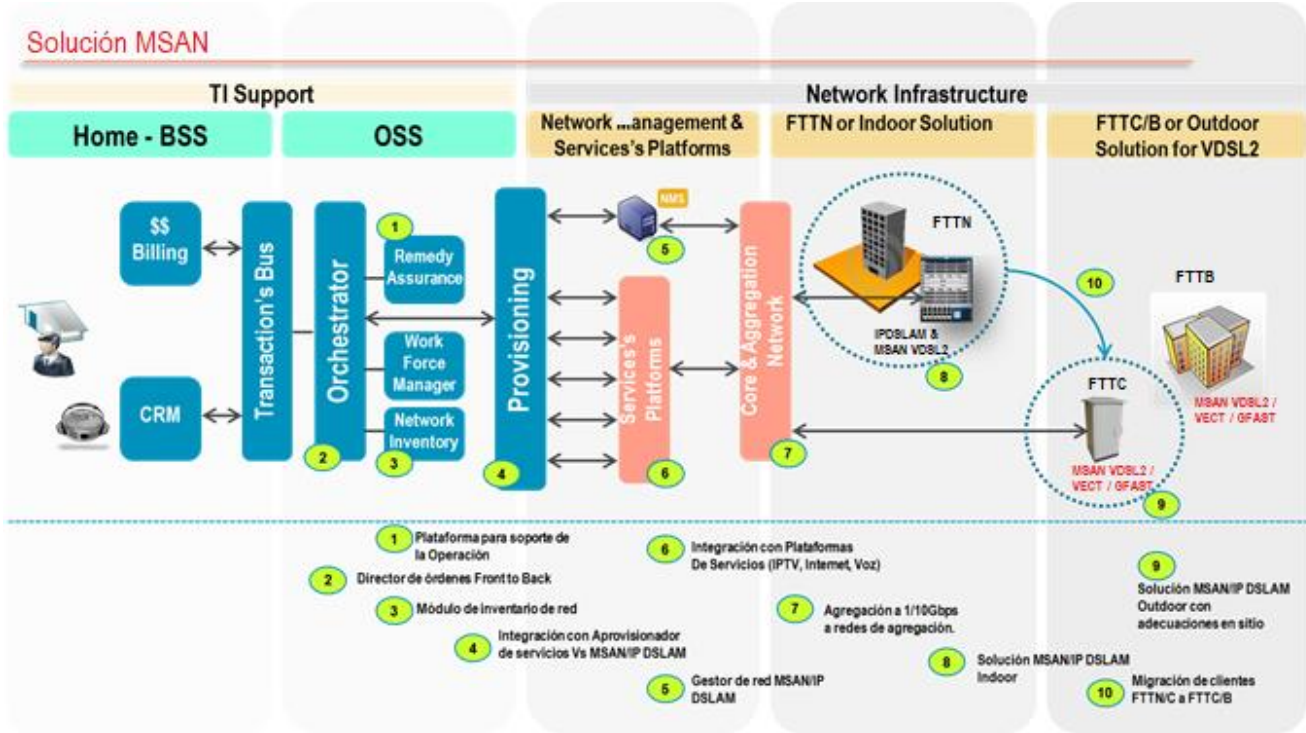 Solución MSAN
TI Support
Network Infrastructure
Home - BSS
OSS
Network Management &
Services's Platforms
FTTN or Indoor Solution
FTTC/B or Outdoor
Solution for VDSL2
$$
Billing
CRM
Transaction's Bus
Orchestrator
1
Remedy
Assurance
Work
Force
Manager
Network
Inventory
2
3
Provisioning
4
NMS
5
Services's
Platforms
6
Core & Aggregation
Network
7
FTTN
IPDSLAM &
MSAN VDSL2
8
10
FTTB
MSAN VDSL2 /
VECT / GFAST
FTTC
MSAN VDSL2 /
VECT / GFAST
9
1
Plataforma para soporte de
la Operación
2
Director de órdenes Front to Back
3
Módulo de inventario de red
4
Integración con Aprovisionador
de servicios Vs MSAN/IP DSLAM
5
Gestor de red MSAN/IP
DSLAM
6
Integración con Plataformas
De Servicios (IPTV, Internet, Voz)
7
Agregación a 1/10Gbps
a redes de agregación.
8
Solución MSAN/IP DSLAM
Indoor
9
Solución MSAN/IP DSLAM
Outdoor con
adecuaciones en sitio
10
Migración de clientes
FTTN/C a FTTC/B